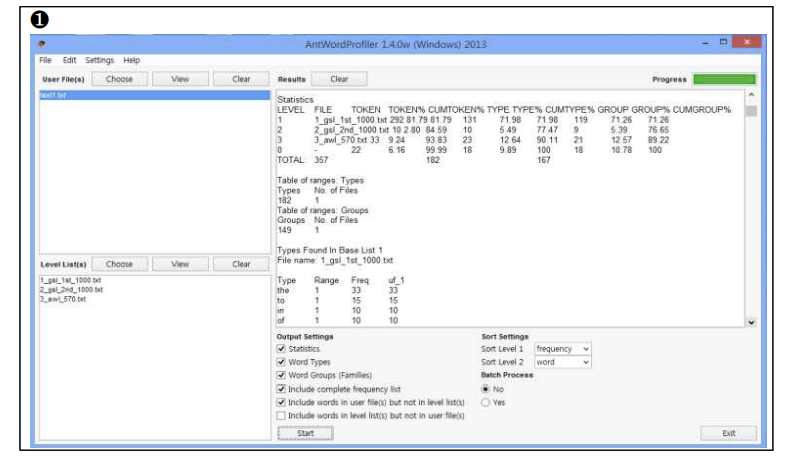 ❶
AntWordProfiler 1.4.0w (Windows) 2013
File Edit Settings Help
User File(s) Choose View Clear
text1.txt
Level List(s) Choose View Clear
1_gsl_1st_1000.txt
2_gsl_2nd_1000.txt
3_awl_570.txt
Results Clear Progress
Statistics
LEVEL FILE TOKEN TOKEN% CUMTOKEN% TYPE TYPE% CUMTYPE% GROUP GROUP% CUMGROUP%
1 1_gsl_1st_1000.txt 292 81.79 81.79 131 71.98 71.98 119 71.26 71.26
2 2_gsl_2nd_1000.txt 10 2.80 84.59 10 5.49 77.47 9 5.39 76.65
3 3_awl_570.txt 33 9.24 93.83 23 12.64 90.11 21 12.57 89.22
0 - 22 6.16 99.99 18 9.89 100 18 10.78 100
TOTAL: 357 182 167
Table of ranges: Types
Types No. of Files
182 1
Table of ranges: Groups
Groups No. of Files
149 1
Types Found In Base List 1
File name: 1_gsl_1st_1000.txt
Type Range Freq uf_1
the 1 33 33
to 1 15 15
in 1 10 10
of 1 10 10
Output Settings
Statistics
Word Types
Word Groups (Families)
Include complete frequency list
Include words in user file(s) but not in level list(s)
Include words in level list(s) but not in user file(s)
Sort Settings
Sort Level 1 frequency
Sort Level 2 word
Batch Process
No
Yes
Start Exit